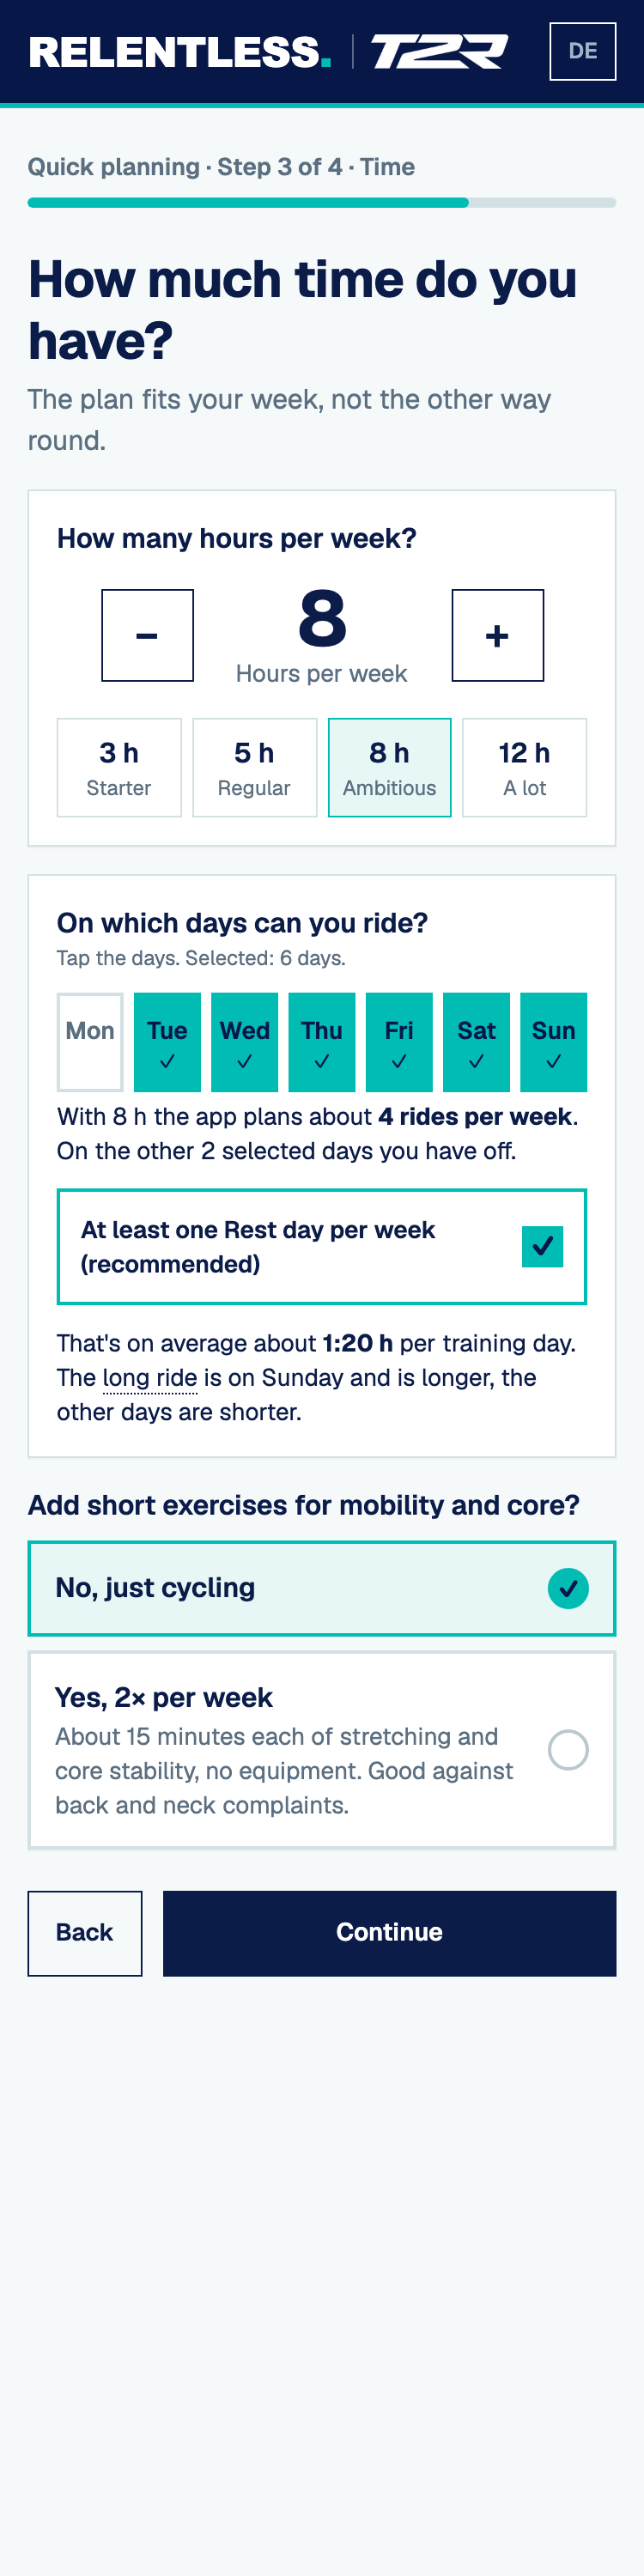 RELENTLESS. T2R DE
Quick planning · Step 3 of 4 · Time
How much time do you
have?
The plan fits your week, not the other way
round.
How many hours per week?
− 8 +
Hours per week
3 h 5 h 8 h 12 h
Starter Regular Ambitious A lot
On which days can you ride?
Tap the days. Selected: 6 days.
Mon Tue Wed Thu Fri Sat Sun
✓ ✓ ✓ ✓ ✓ ✓
With 8 h the app plans about 4 rides per week.
On the other 2 selected days you have off.
At least one Rest day per week
(recommended)
That's on average about 1:20 h per training day.
The long ride is on Sunday and is longer, the
other days are shorter.
Add short exercises for mobility and core?
No, just cycling
Yes, 2× per week
About 15 minutes each of stretching and
core stability, no equipment. Good against
back and neck complaints.
Back Continue